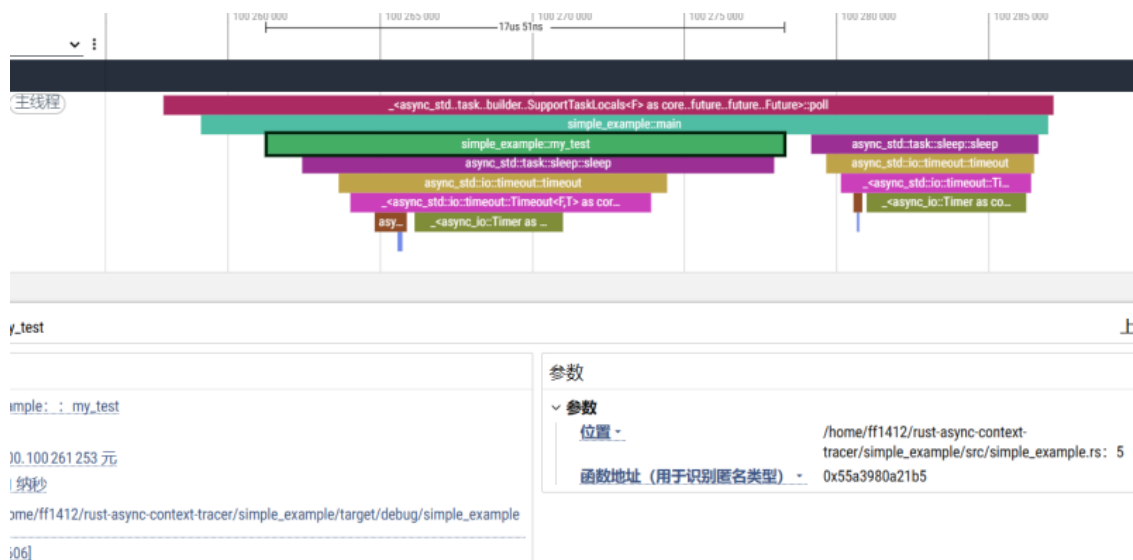 100 260 000
100 265 000
100 270 000
100 275 000
100 280 000
100 285 000
17us 51ns
主线程
_<async_std..task..builder..SupportTaskLocals<F> as core..future..future..Future>::poll
simple_example::main
simple_example::my_test
async_std::task::sleep::sleep
async_std::task::sleep::sleep
async_std::io::timeout::timeout
async_std::io::timeout::timeout
_<async_std::io::timeout::Timeout<F,T> as cor...
_<async_std::io::timeout::Ti...
asy...
_<async_io::Timer as ...
_<async_io::Timer as co...
y_test
上
参数
ample：：my_test
参数
位置
/home/ff1412/rust-async-context-
tracer/simple_example/src/simple_example.rs：5
00.100 261 253 元
函数地址（用于识别匿名类型）
0x55a3980a21b5
纳秒
ome/ff1412/rust-async-context-tracer/simple_example/target/debug/simple_example
606]